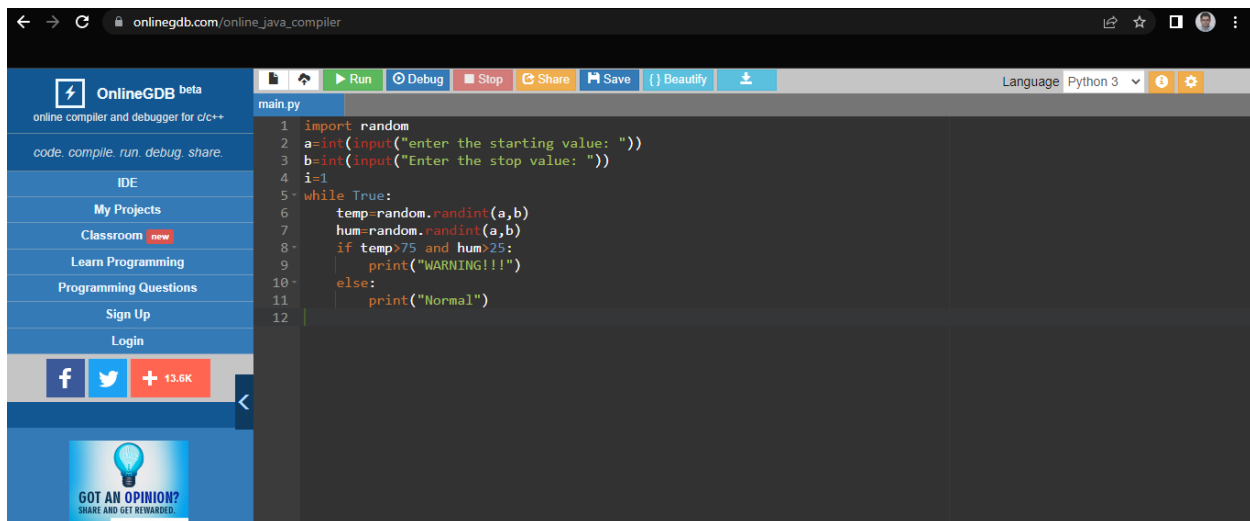 onlinegdb.com/online_java_compiler
OnlineGDB beta
online compiler and debugger for c/c++
code. compile. run. debug. share.
IDE
My Projects
Classroom new
Learn Programming
Programming Questions
Sign Up
Login
f
+ 13.6K
GOT AN OPINION?
SHARE AND GET REWARDED.
Run Debug Stop Share Save {} Beautify
Language Python 3
main.py
1 import random
2 a=int(input("enter the starting value: "))
3 b=int(input("Enter the stop value: "))
4 i=1
5 while True:
6     temp=random.randint(a,b)
7     hum=random.randint(a,b)
8     if temp>75 and hum>25:
9         print("WARNING!!!")
10     else:
11         print("Normal")
12